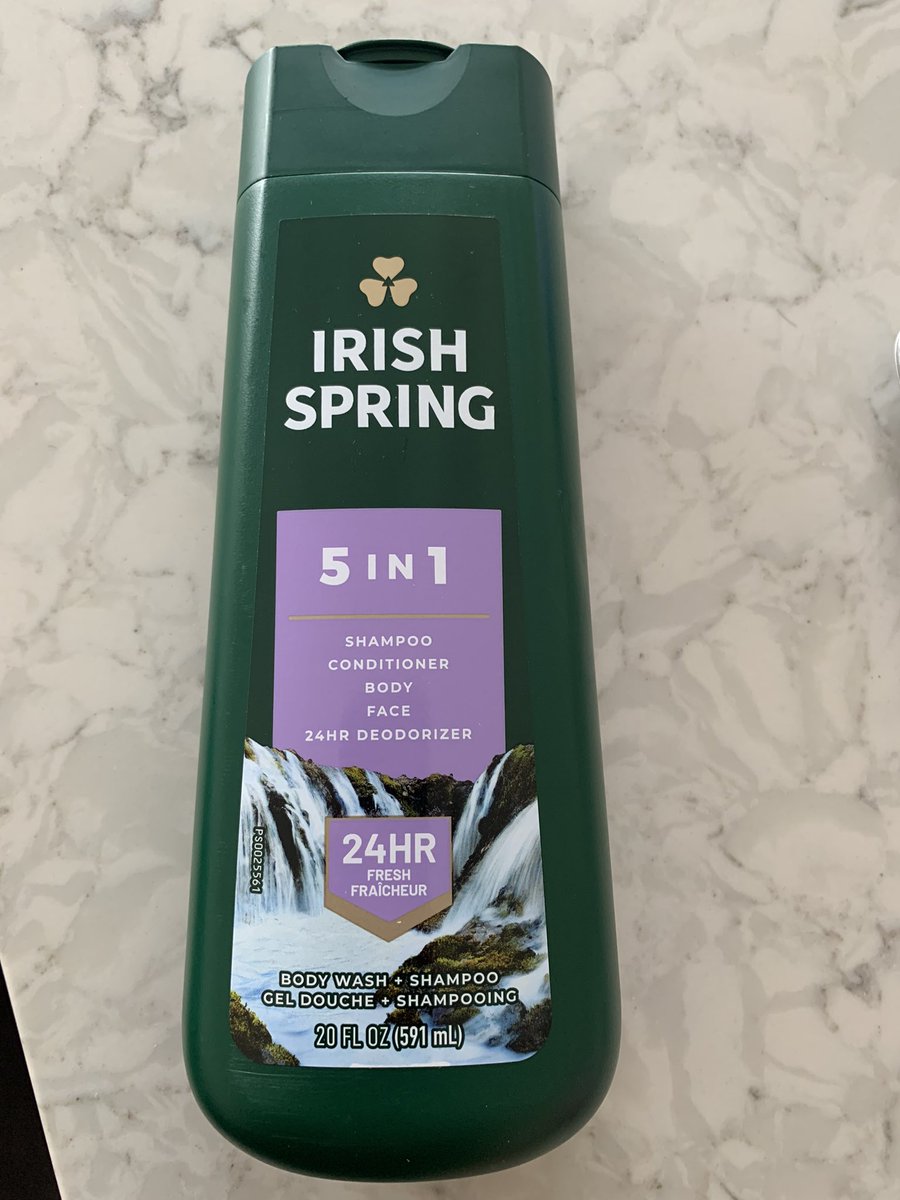 IRISH
SPRING
5 IN 1
SHAMPOO
CONDITIONER
BODY
FACE
24HR DEODORIZER
PS0025561
24HR
FRESH
FRAÎCHEUR
BODY WASH + SHAMPOO
GEL DOUCHE + SHAMPOOING
20 FL OZ (591 mL)